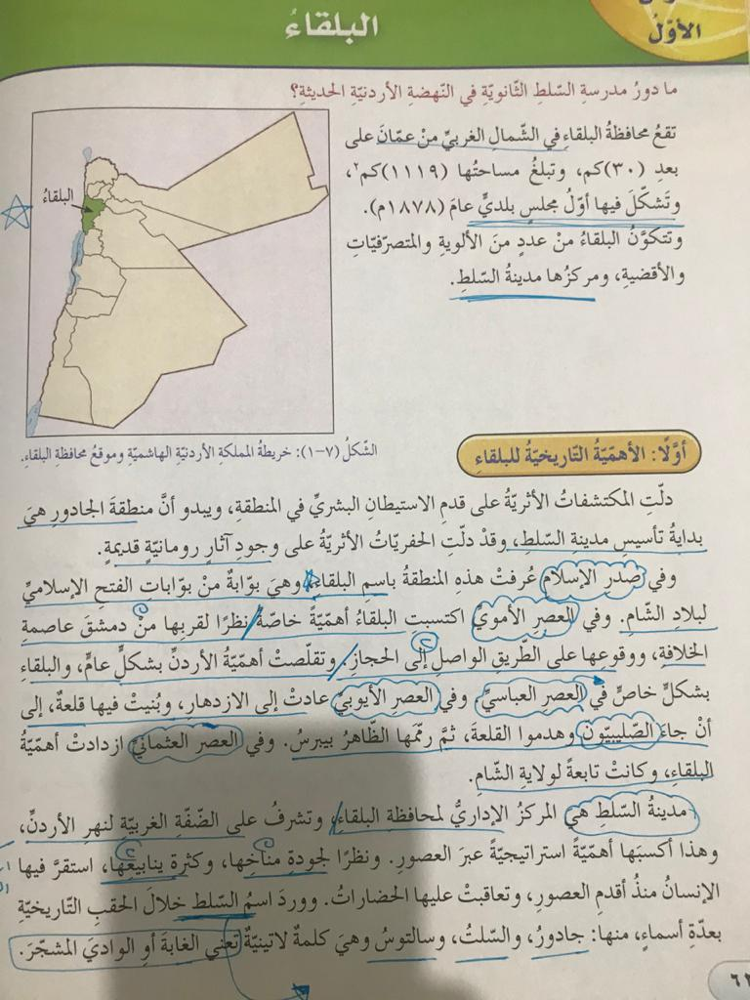 الأوّلُ
البلقاءُ
ما دورُ مدرسةِ السّلطِ الثّانويّةِ في النّهضةِ الأردنيّةِ الحديثةِ؟
تقعُ محافظةُ البلقاءِ في الشّمالِ الغربيِّ منْ عمّانَ على
بعدِ (٣٠)كم، وتبلغُ مساحتُها (١١١٩)كم٢،
وتشكّلَ فيها أوّلُ مجلسٍ بلديٍّ عامَ (١٨٧٨م).
وتتكوّنُ البلقاءُ منْ عددٍ منَ الألويةِ والمتصرّفيّاتِ
والأقضيةِ، ومركزُها مدينةُ السّلطِ.
البلقاءُ
الشّكلُ (٧-١): خريطةُ المملكةِ الأردنيّةِ الهاشميّةِ وموقعُ محافظةِ البلقاءِ.
أوّلًا: الأهمّيّةُ التّاريخيّةُ للبلقاءِ
دلّتِ المكتشفاتُ الأثريّةُ على قدمِ الاستيطانِ البشريِّ في المنطقةِ، ويبدو أنَّ منطقةَ الجادورِ هيَ
بدايةُ تأسيسِ مدينةِ السّلطِ، وقدْ دلّتِ الحفريّاتُ الأثريّةُ على وجودِ آثارٍ رومانيّةٍ قديمةٍ.
وفي صدرِ الإسلامِ عُرفتْ هذهِ المنطقةُ باسمِ البلقاءِ، وهيَ بوّابةٌ منْ بوّاباتِ الفتحِ الإسلاميِّ
لبلادِ الشّامِ. وفي العصرِ الأمويِّ اكتسبتِ البلقاءُ أهمّيّةً خاصّةً نظرًا لقربِها منْ دمشقَ عاصمةِ
الخلافةِ، ووقوعِها على الطّريقِ الواصلِ إلى الحجازِ، وتقلّصتْ أهمّيّةُ الأردنِّ بشكلٍ عامٍّ، والبلقاءِ
بشكلٍ خاصٍّ في العصرِ العباسيِّ، وفي العصرِ الأيوبيِّ عادتْ إلى الازدهارِ، وبُنيتْ فيها قلعةٌ، إلى
أنْ جاءَ الصّليبيّونَ وهدموا القلعةَ، ثمَّ رمّمَها الظّاهرُ بيبرسُ. وفي العصرِ العثمانيِّ ازدادتْ أهمّيّةُ
البلقاءِ، وكانتْ تابعةً لولايةِ الشّامِ.
مدينةُ السّلطِ هيَ المركزُ الإداريُّ لمحافظةِ البلقاءِ، وتشرفُ على الضّفّةِ الغربيّةِ لنهرِ الأردنِّ،
وهذا أكسبَها أهمّيّةً استراتيجيّةً عبرَ العصورِ. ونظرًا لجودةِ مناخِها، وكثرةِ ينابيعِها، استقرَّ فيها
الإنسانُ منذُ أقدمِ العصورِ، وتعاقبتْ عليها الحضاراتُ. ووردَ اسمُ السّلطِ خلالَ الحقبِ التّاريخيّةِ
بعدّةِ أسماءٍ، منها: جادورُ، والسّلتُ، وسالتوسُ وهيَ كلمةٌ لاتينيّةٌ تعني الغابةَ أو الواديَ المشجّرَ.